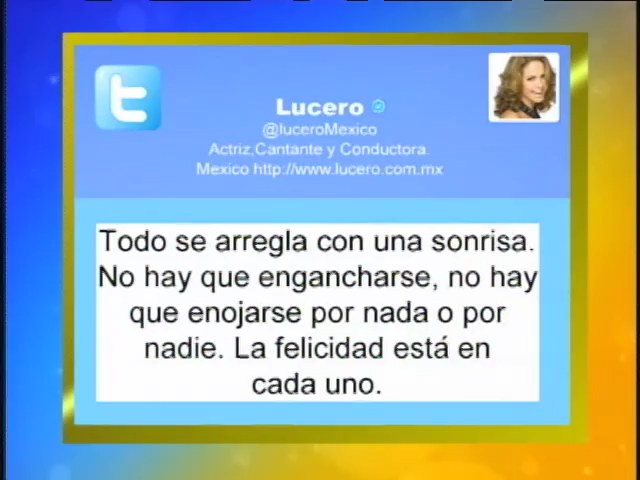 Lucero
@luceroMexico
Actriz,Cantante y Conductora.
Mexico http://www.lucero.com.mx
Todo se arregla con una sonrisa.
No hay que engancharse, no hay
que enojarse por nada o por
nadie. La felicidad está en
cada uno.